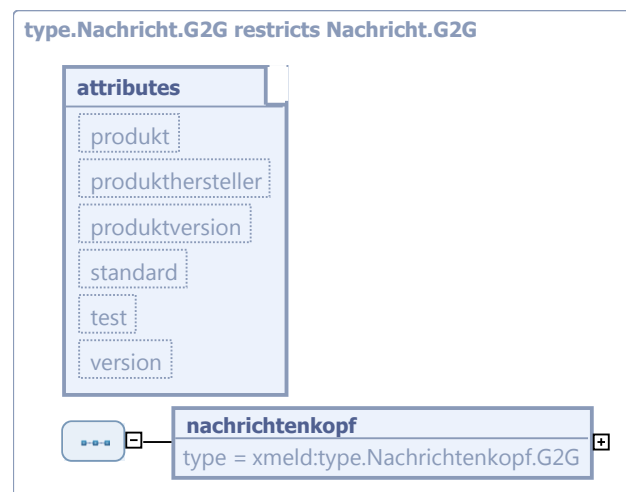 type.Nachricht.G2G restricts Nachricht.G2G
attributes
produkt
produkthersteller
produktversion
standard
test
version
nachrichtenkopf
type = xmeld:type.Nachrichtenkopf.G2G